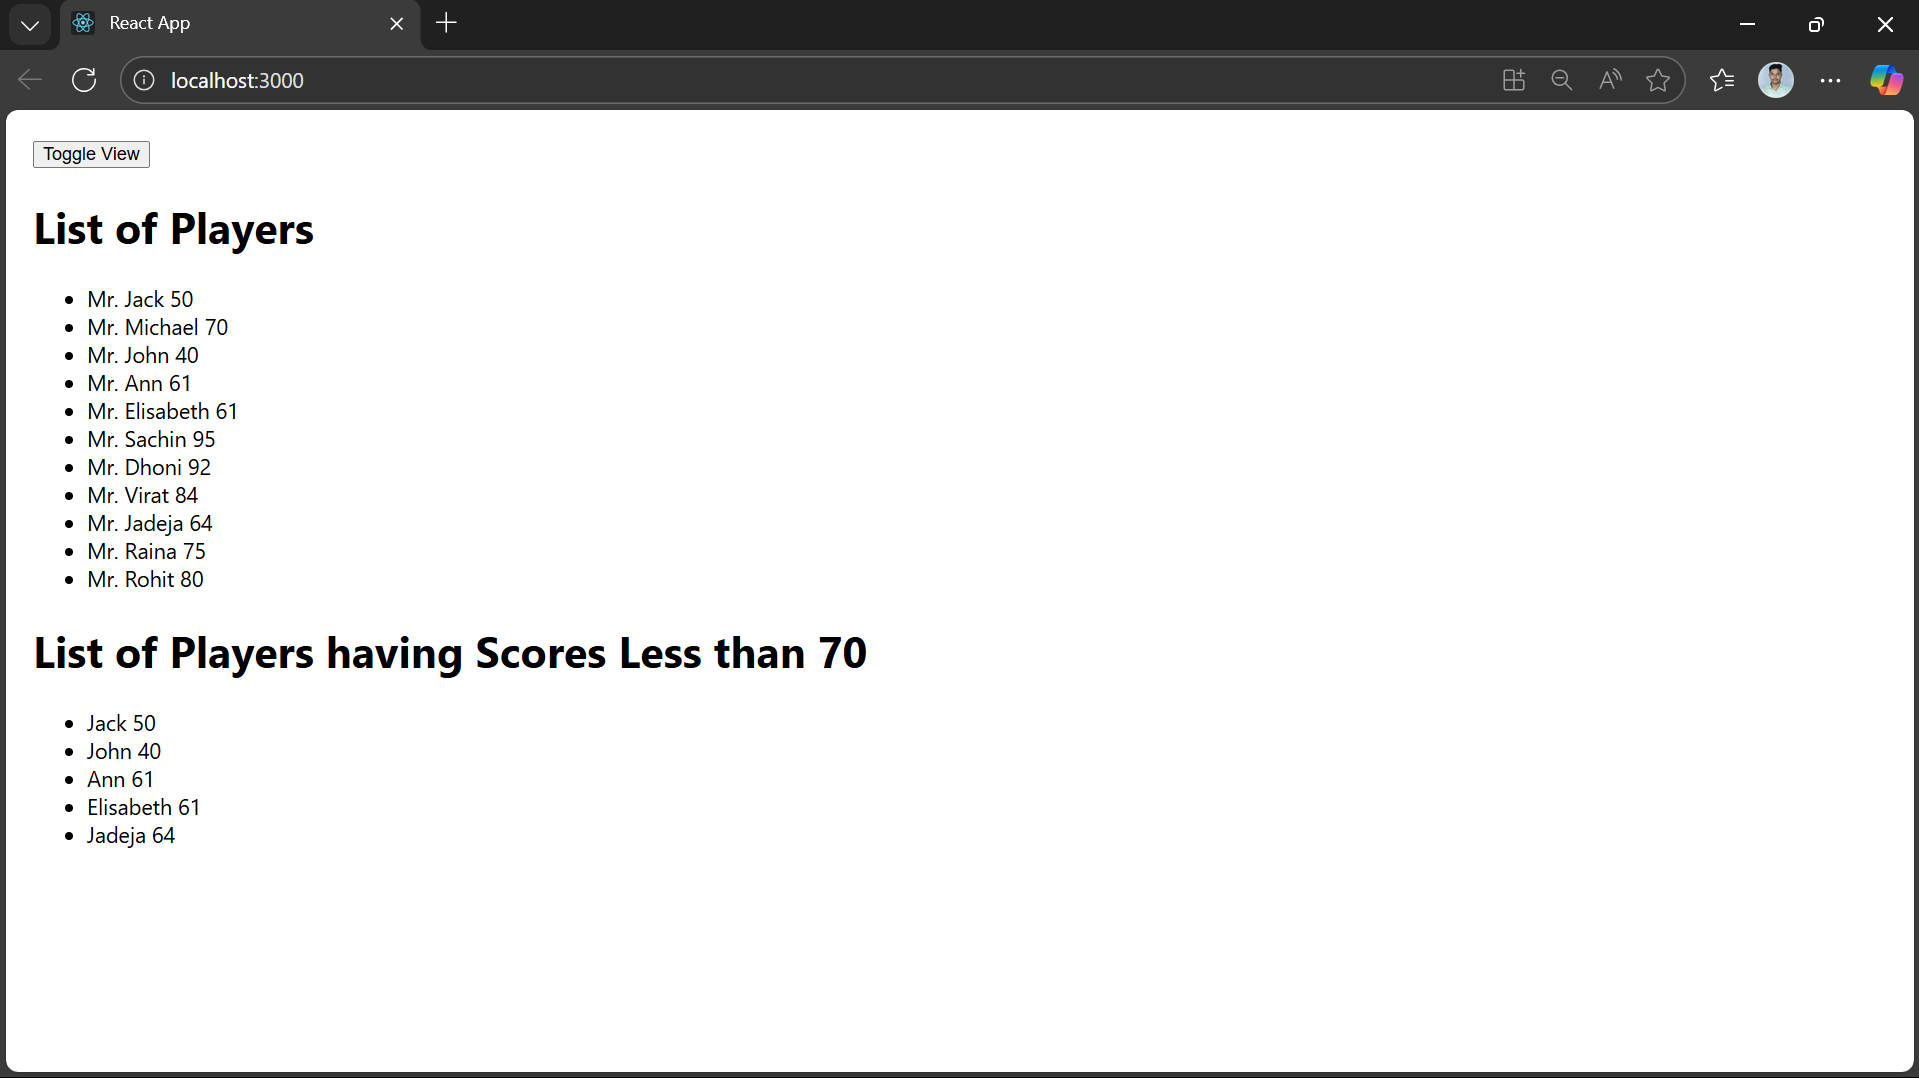 React App
localhost:3000
Toggle View
List of Players
Mr. Jack 50
Mr. Michael 70
Mr. John 40
Mr. Ann 61
Mr. Elisabeth 61
Mr. Sachin 95
Mr. Dhoni 92
Mr. Virat 84
Mr. Jadeja 64
Mr. Raina 75
Mr. Rohit 80
List of Players having Scores Less than 70
Jack 50
John 40
Ann 61
Elisabeth 61
Jadeja 64